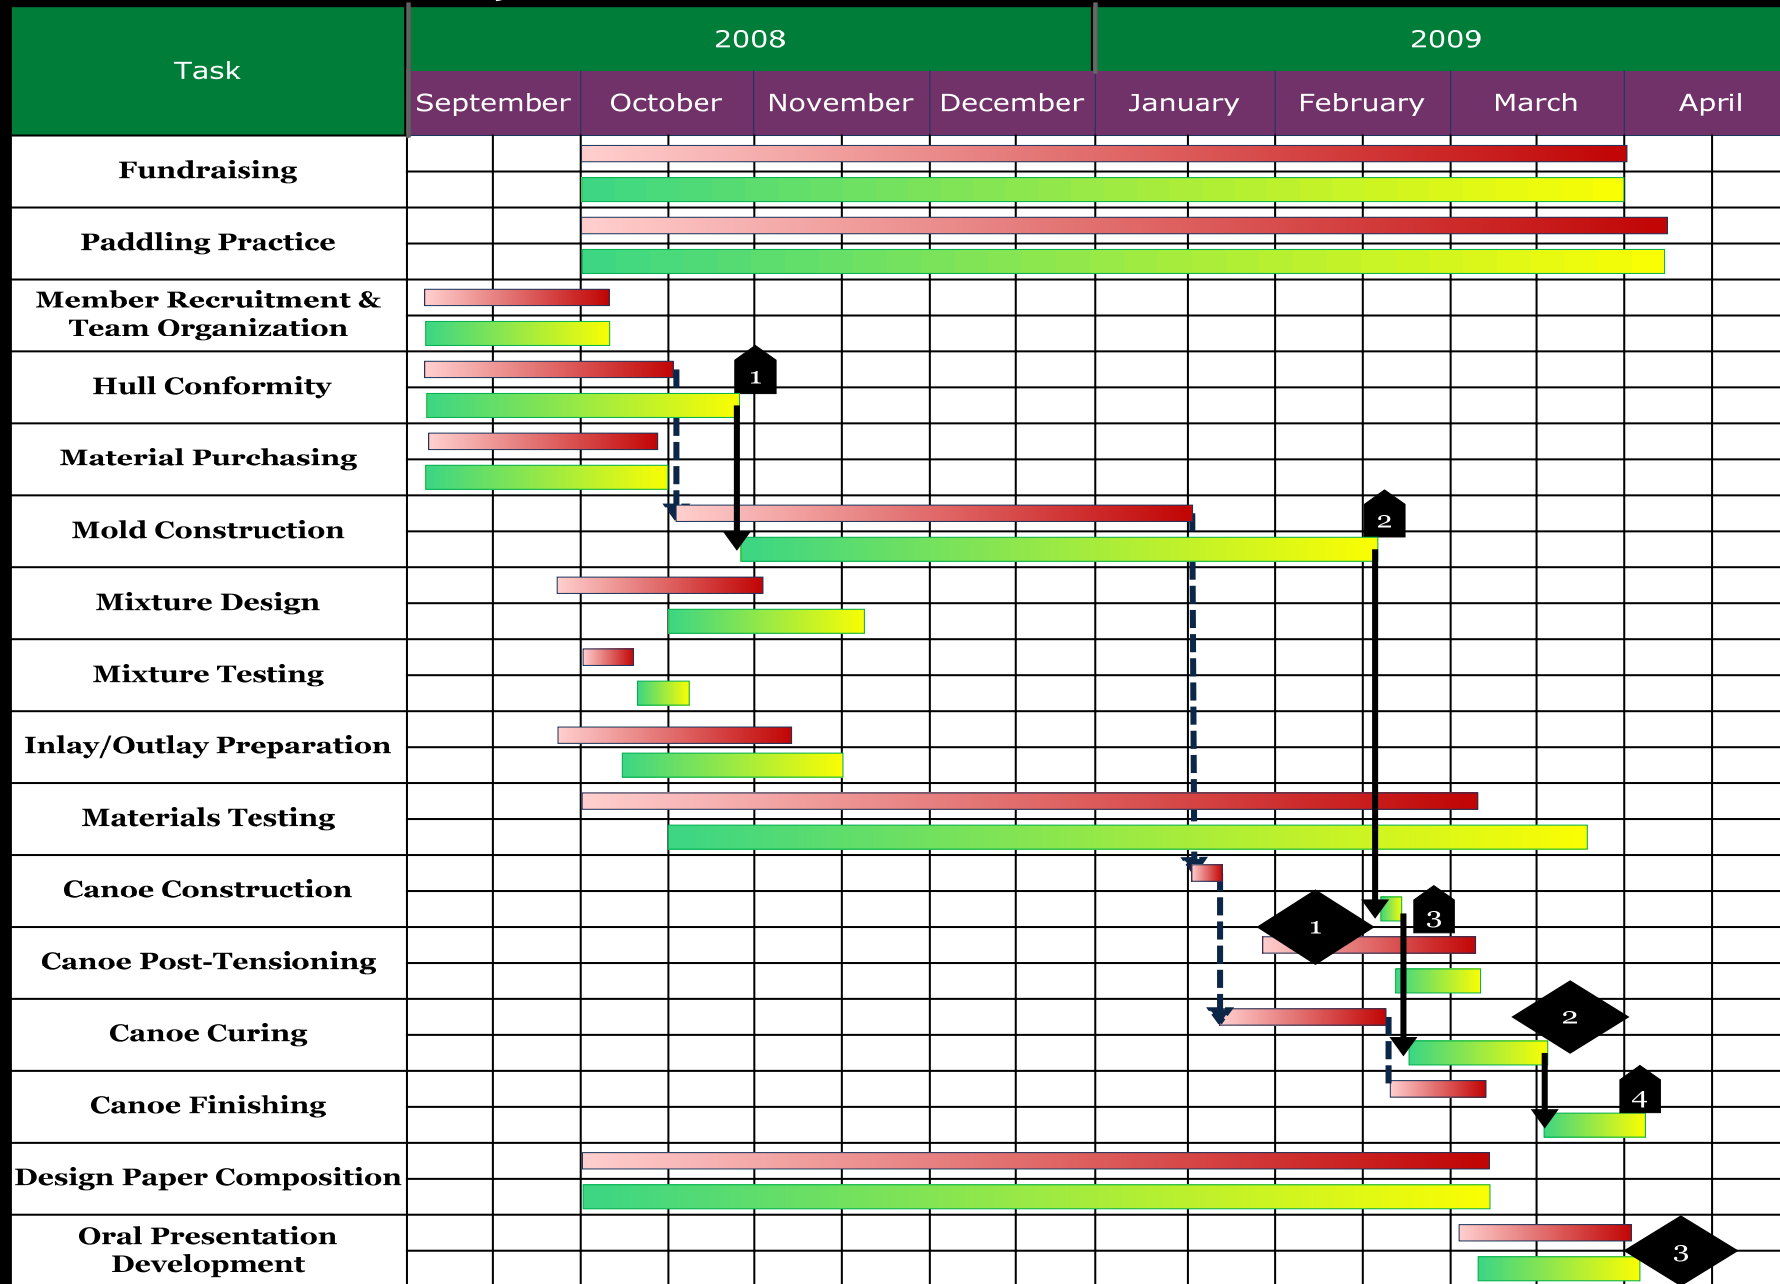 Task
2008
2009
September October November December January February March April
Fundraising
Paddling Practice
Member Recruitment &
Team Organization
Hull Conformity
1
Material Purchasing
Mold Construction
2
Mixture Design
Mixture Testing
Inlay/Outlay Preparation
Materials Testing
Canoe Construction
3
1
Canoe Post-Tensioning
Canoe Curing
2
Canoe Finishing
4
Design Paper Composition
Oral Presentation
Development
3